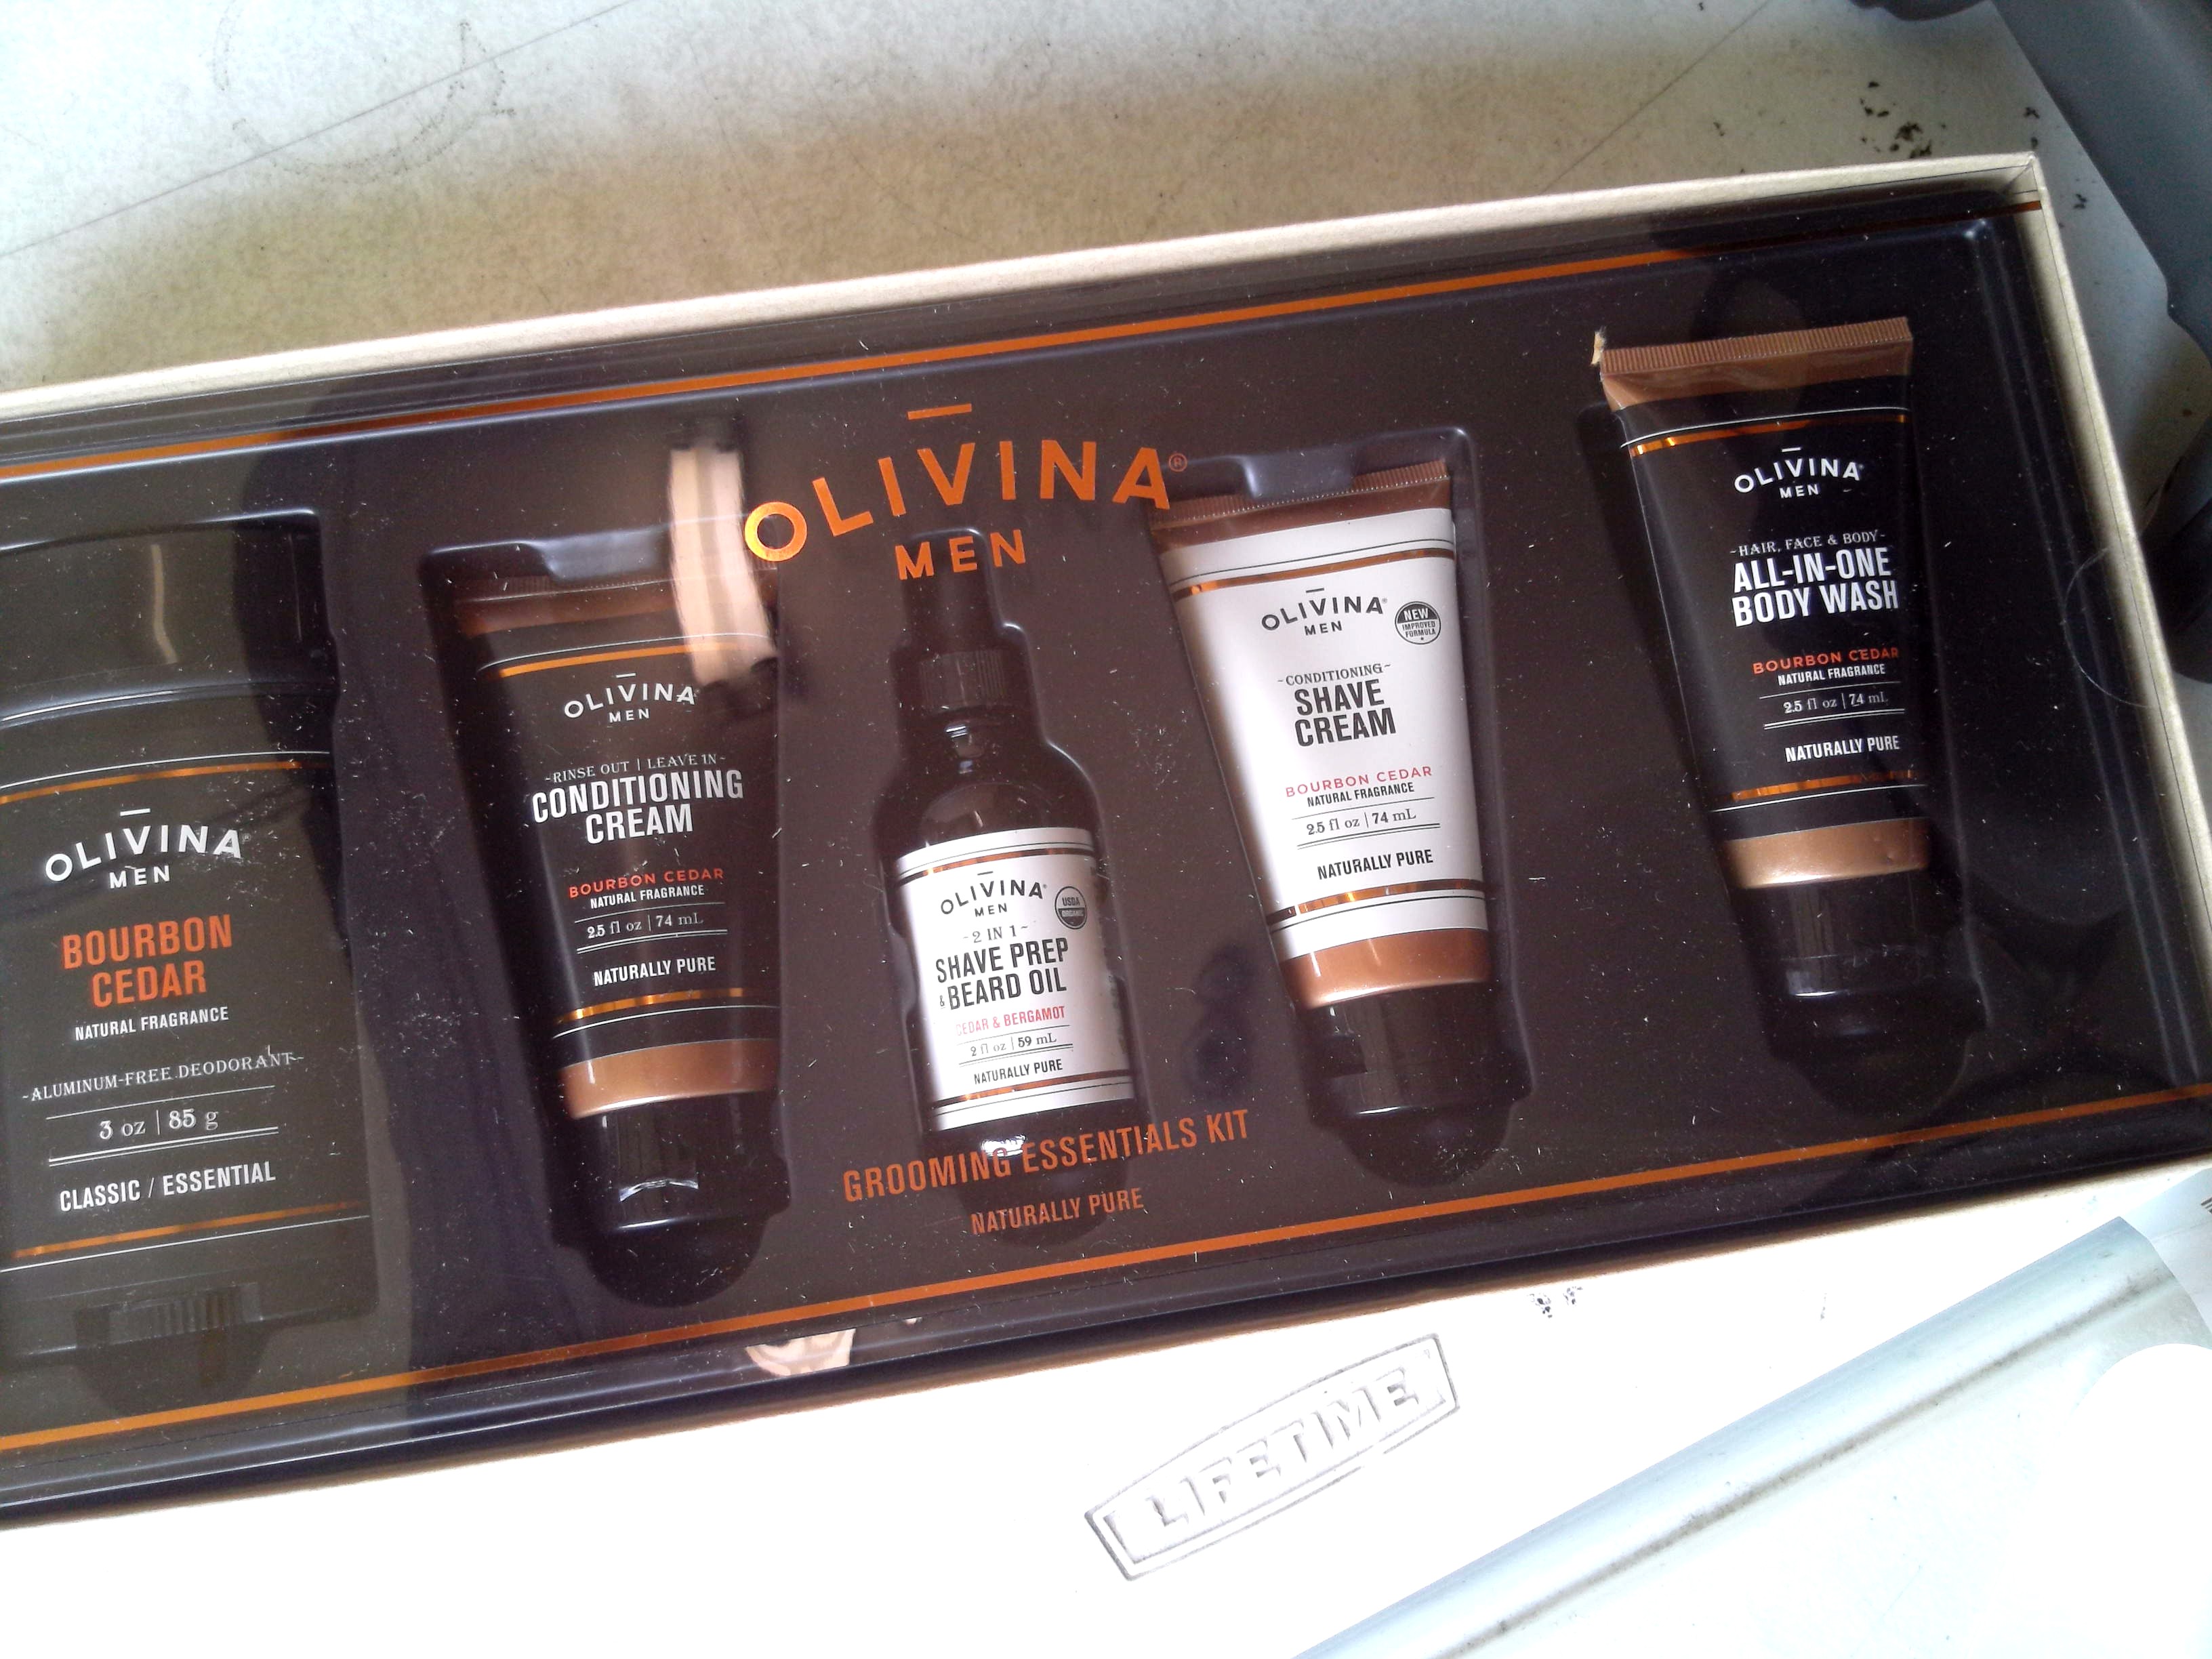 OLIVINA®
MEN
GROOMING ESSENTIALS KIT
NATURALLY PURE
OLIVINA
MEN
BOURBON
CEDAR
NATURAL FRAGRANCE
-ALUMINUM-FREE DEODORANT-
3 oz | 85 g
CLASSIC / ESSENTIAL
OLIVINA
MEN
-RINSE OUT | LEAVE IN-
CONDITIONING
CREAM
BOURBON CEDAR
NATURAL FRAGRANCE
2.5 fl oz | 74 mL
NATURALLY PURE
OLIVINA®
MEN
USDA
ORGANIC
-2 IN 1-
SHAVE PREP
& BEARD OIL
CEDAR & BERGAMOT
2 fl oz | 59 mL
NATURALLY PURE
OLIVINA®
MEN
NEW
IMPROVED
FORMULA
-CONDITIONING-
SHAVE
CREAM
BOURBON CEDAR
NATURAL FRAGRANCE
2.5 fl oz | 74 mL
NATURALLY PURE
OLIVINA®
MEN
-HAIR, FACE & BODY-
ALL-IN-ONE
BODY WASH
BOURBON CEDAR
NATURAL FRAGRANCE
2.5 fl oz | 74 mL
NATURALLY PURE
LIFETIME